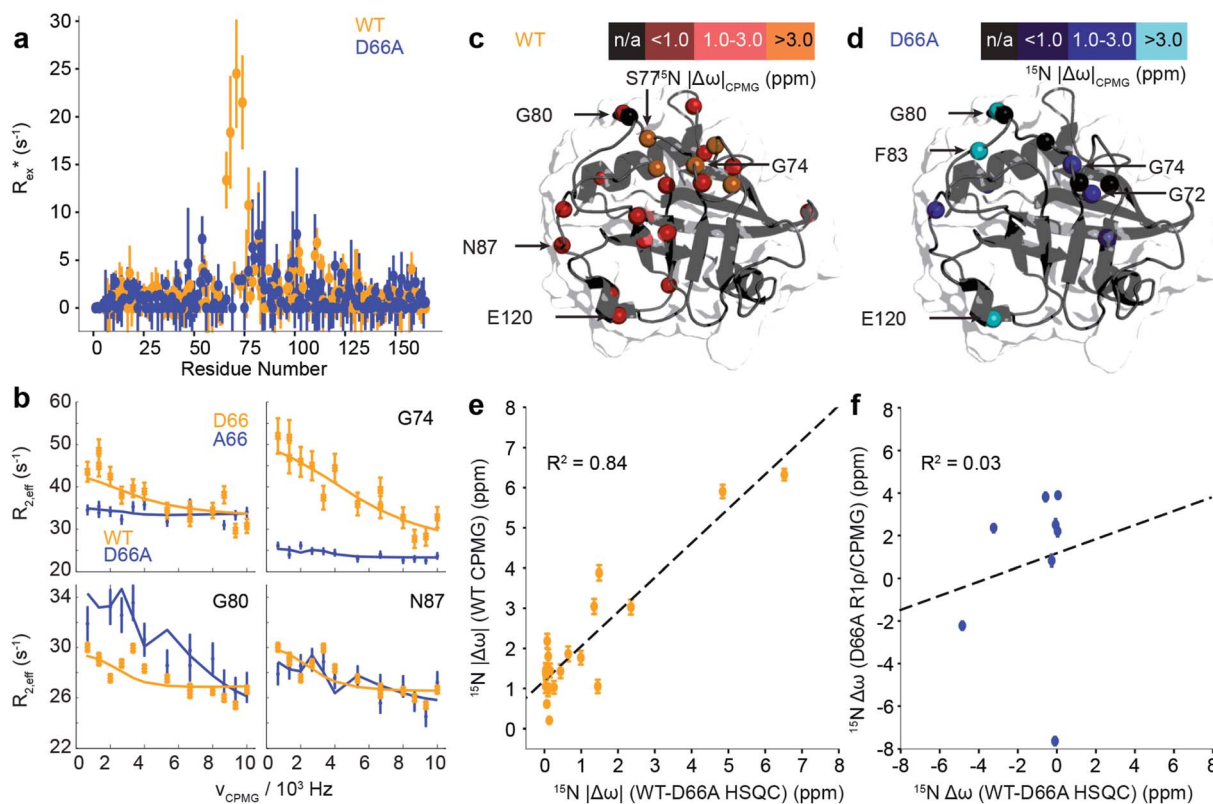 a
WT
D66A
R_ex* (s⁻¹)
30
25
20
15
10
5
0
0 25 50 75 100 125 150
Residue Number
b
R_2,eff (s⁻¹)
60
50
40
30
20
D66
A66
WT
D66A
G74
R_2,eff (s⁻¹)
30
28
26
24
22
G80
N87
0 2 4 6 8 10
0 2 4 6 8 10
ν_CPMG / 10³ Hz
c WT
n/a <1.0 1.0-3.0 >3.0
S77 ¹⁵N |Δω|_CPMG (ppm)
G80
G74
N87
E120
d D66A
n/a <1.0 1.0-3.0 >3.0
¹⁵N |Δω|_CPMG (ppm)
G80
F83
G74
G72
E120
e
R² = 0.84
¹⁵N |Δω| (WT CPMG) (ppm)
8
7
6
5
4
3
2
1
0
0 1 2 3 4 5 6 7 8
¹⁵N |Δω| (WT-D66A HSQC) (ppm)
f
R² = 0.03
¹⁵N Δω (D66A R1ρ/CPMG) (ppm)
8
6
4
2
0
-2
-4
-6
-8
-8 -6 -4 -2 0 2 4 6 8
¹⁵N Δω (WT-D66A HSQC) (ppm)